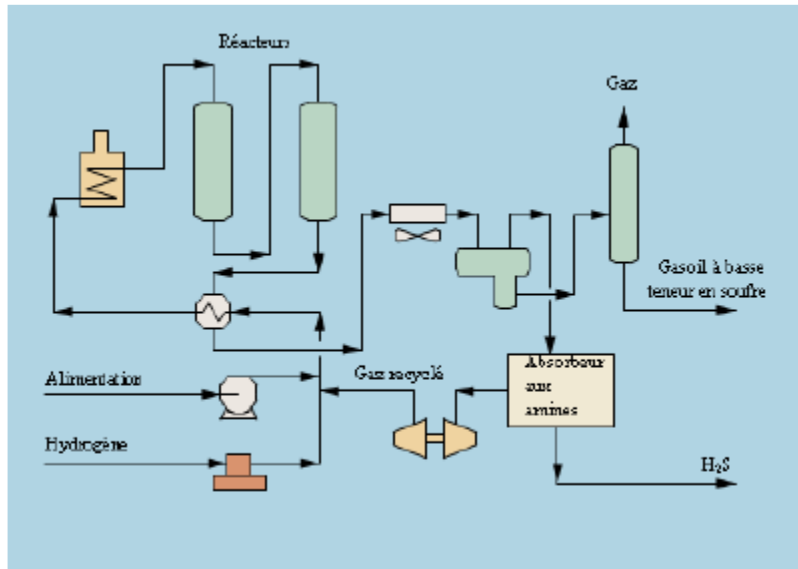 Réacteurs
Gaz
Gasoil à basse
teneur en soufre
Alimentation
Gaz recyclé
Absorbeur
aux
amines
Hydrogène
H₂S